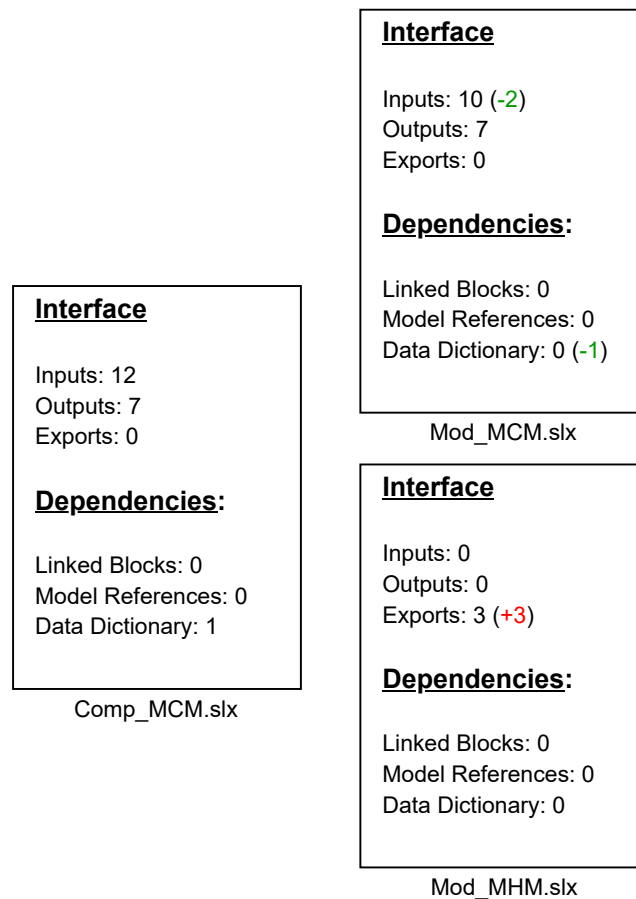 Interface
Inputs: 12
Outputs: 7
Exports: 0
Dependencies:
Linked Blocks: 0
Model References: 0
Data Dictionary: 1
Comp_MCM.slx
Interface
Inputs: 10 (-2)
Outputs: 7
Exports: 0
Dependencies:
Linked Blocks: 0
Model References: 0
Data Dictionary: 0 (-1)
Mod_MCM.slx
Interface
Inputs: 0
Outputs: 0
Exports: 3 (+3)
Dependencies:
Linked Blocks: 0
Model References: 0
Data Dictionary: 0
Mod_MHM.slx